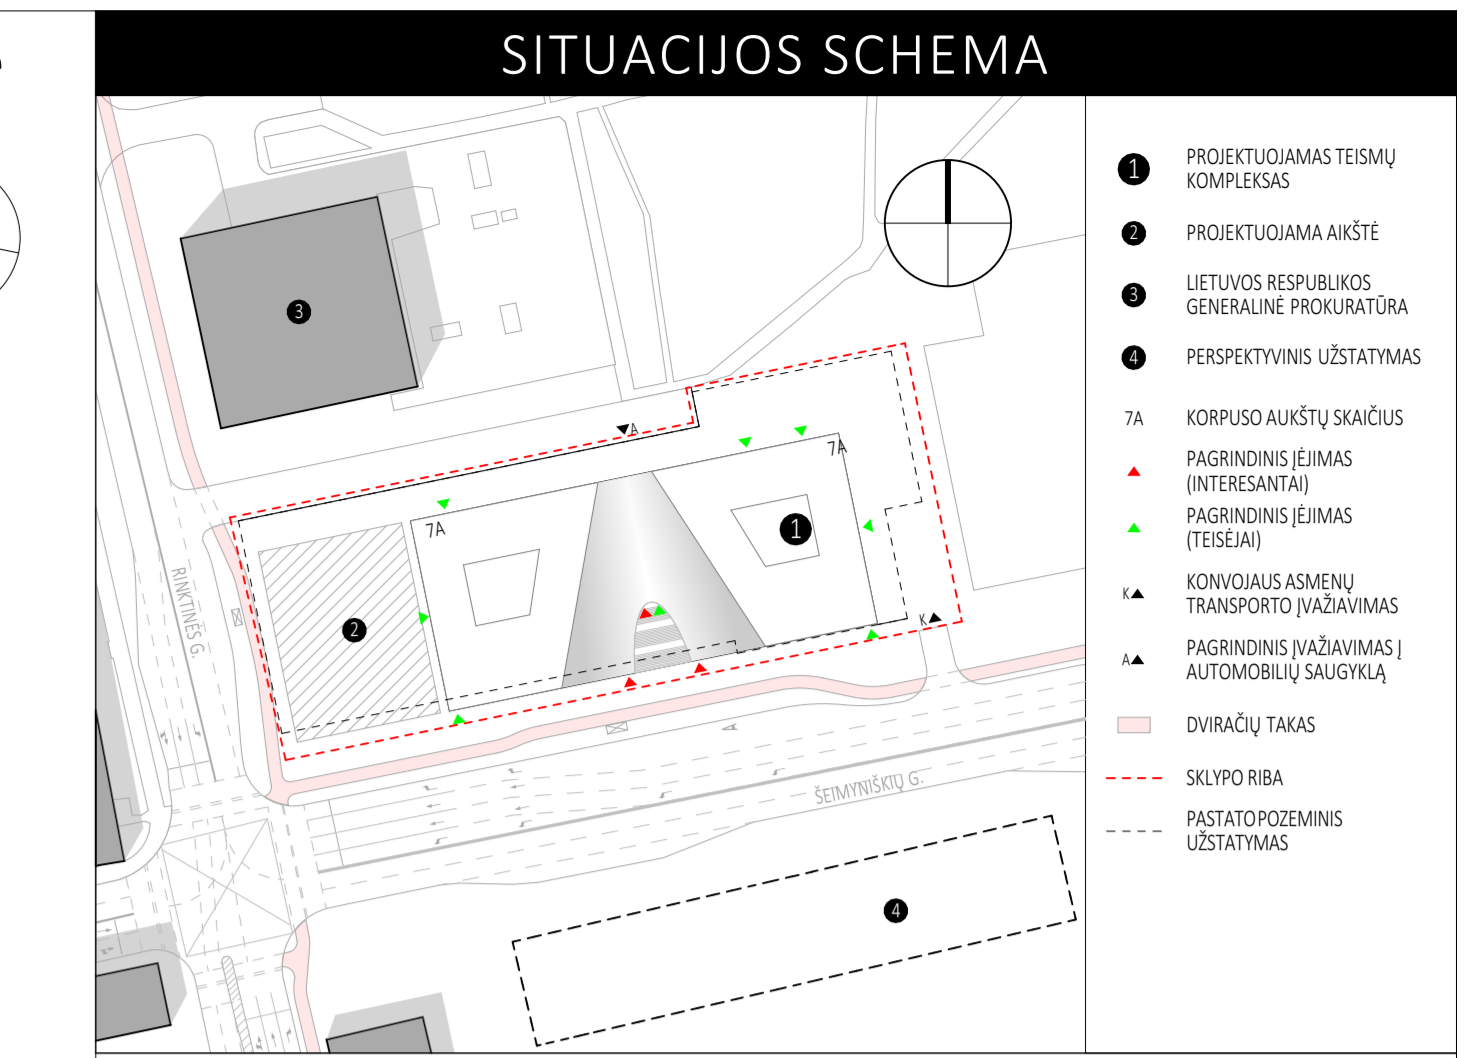 SITUACIJOS SCHEMA
3
A
7A
7A
1
2
K
RINKTINĖS G.
ŠEIMYNIŠKIŲ G.
4
1 PROJEKTUOJAMAS TEISMŲ
KOMPLEKSAS
2 PROJEKTUOJAMA AIKŠTĖ
3 LIETUVOS RESPUBLIKOS
GENERALINĖ PROKURATŪRA
4 PERSPEKTYVINIS UŽSTATYMAS
7A KORPUSO AUKŠTŲ SKAIČIUS
PAGRINDINIS ĮĖJIMAS
(INTERESANTAI)
PAGRINDINIS ĮĖJIMAS
(TEISĖJAI)
K KONVOJAUS ASMENŲ
TRANSPORTO ĮVAŽIAVIMAS
A PAGRINDINIS ĮVAŽIAVIMAS Į
AUTOMOBILIŲ SAUGYKLĄ
DVIRAČIŲ TAKAS
SKLYPO RIBA
PASTATO POZEMINIS
UŽSTATYMAS